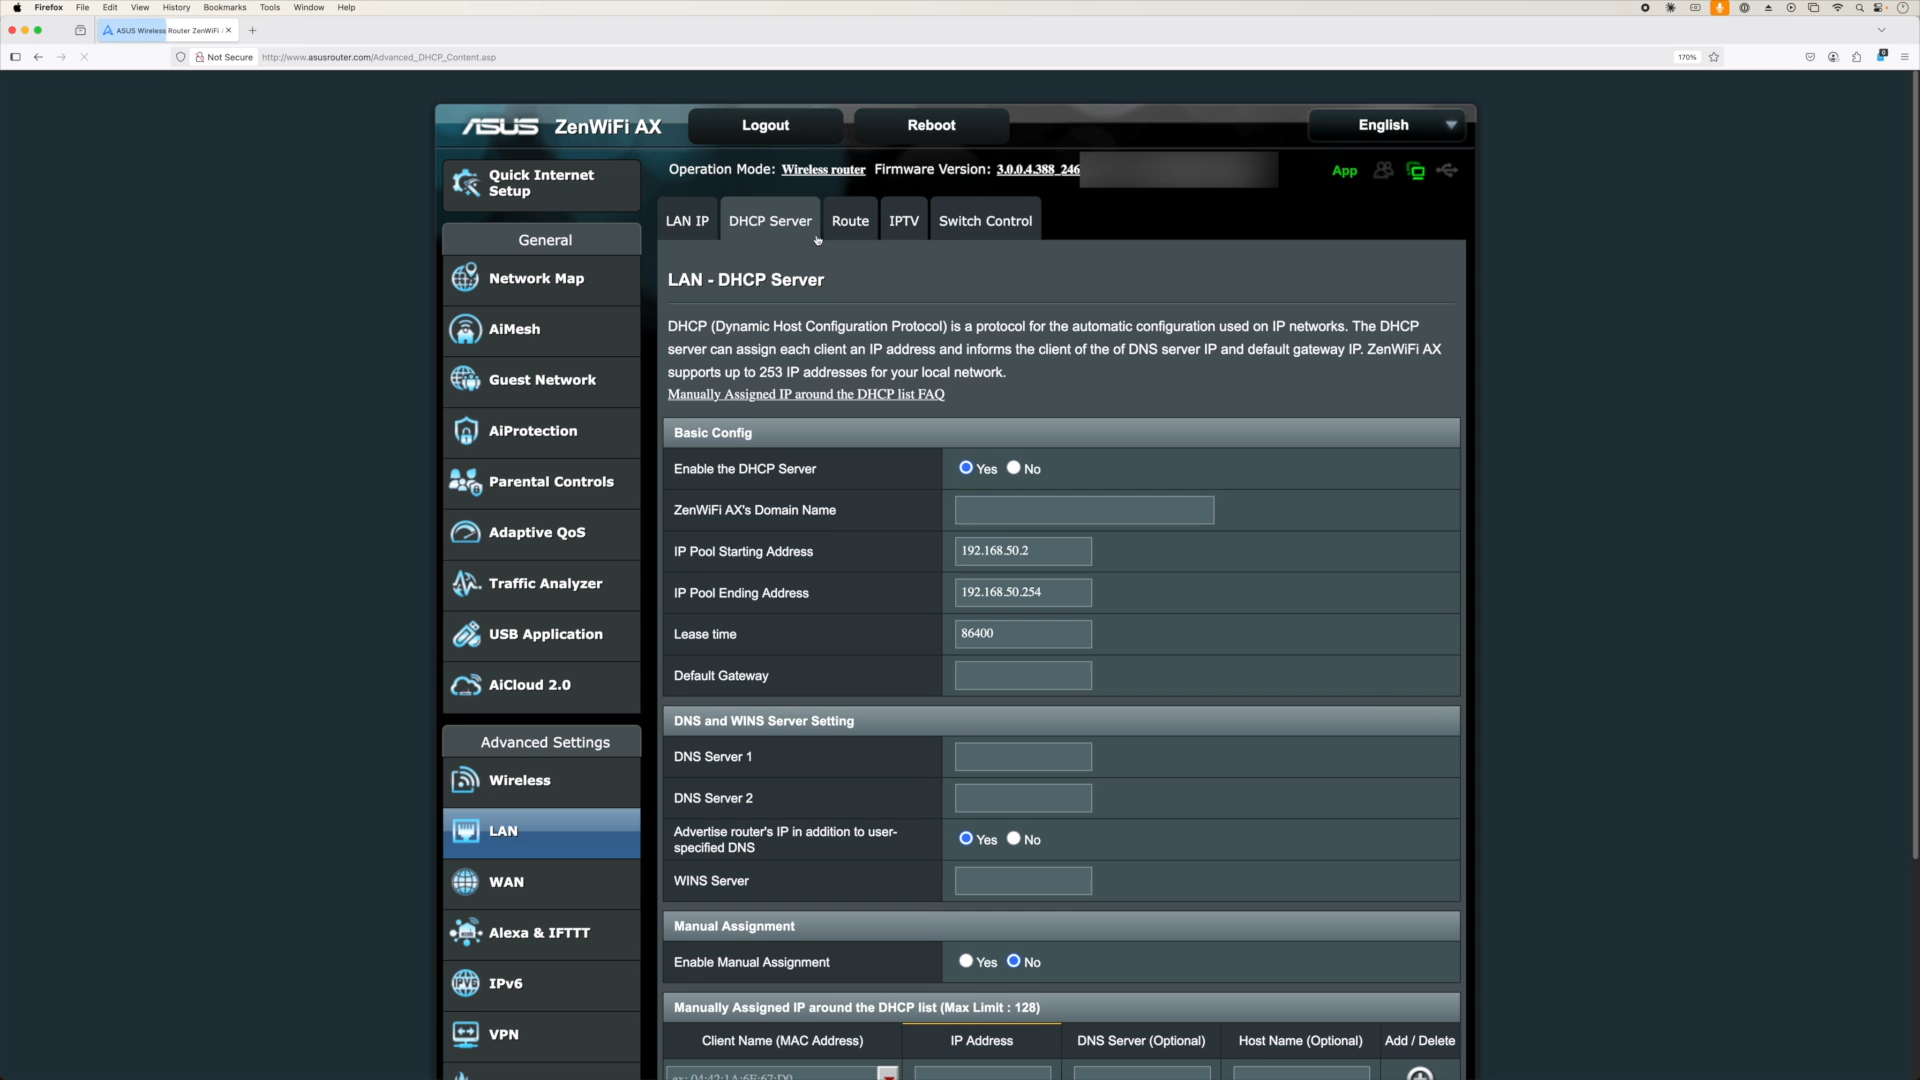 Firefox File Edit View History Bookmarks Tools Window Help
ASUS Wireless Router ZenWiFi
Not Secure http://www.asusrouter.com/Advanced_DHCP_Content.asp 170%
ASUS ZenWiFi AX Logout Reboot English
Operation Mode: Wireless router Firmware Version: 3.0.0.4.388_246 App
Quick Internet
Setup
General
Network Map
AiMesh
Guest Network
AiProtection
Parental Controls
Adaptive QoS
Traffic Analyzer
USB Application
AiCloud 2.0
Advanced Settings
Wireless
LAN
WAN
Alexa & IFTTT
IPv6
VPN
LAN IP DHCP Server Route IPTV Switch Control
LAN - DHCP Server
DHCP (Dynamic Host Configuration Protocol) is a protocol for the automatic configuration used on IP networks. The DHCP
server can assign each client an IP address and informs the client of the of DNS server IP and default gateway IP. ZenWiFi AX
supports up to 253 IP addresses for your local network.
Manually Assigned IP around the DHCP list FAQ
Basic Config
Enable the DHCP Server Yes No
ZenWiFi AX's Domain Name
IP Pool Starting Address 192.168.50.2
IP Pool Ending Address 192.168.50.254
Lease time 86400
Default Gateway
DNS and WINS Server Setting
DNS Server 1
DNS Server 2
Advertise router's IP in addition to user-
specified DNS Yes No
WINS Server
Manual Assignment
Enable Manual Assignment Yes No
Manually Assigned IP around the DHCP list (Max Limit : 128)
Client Name (MAC Address) IP Address DNS Server (Optional) Host Name (Optional) Add / Delete